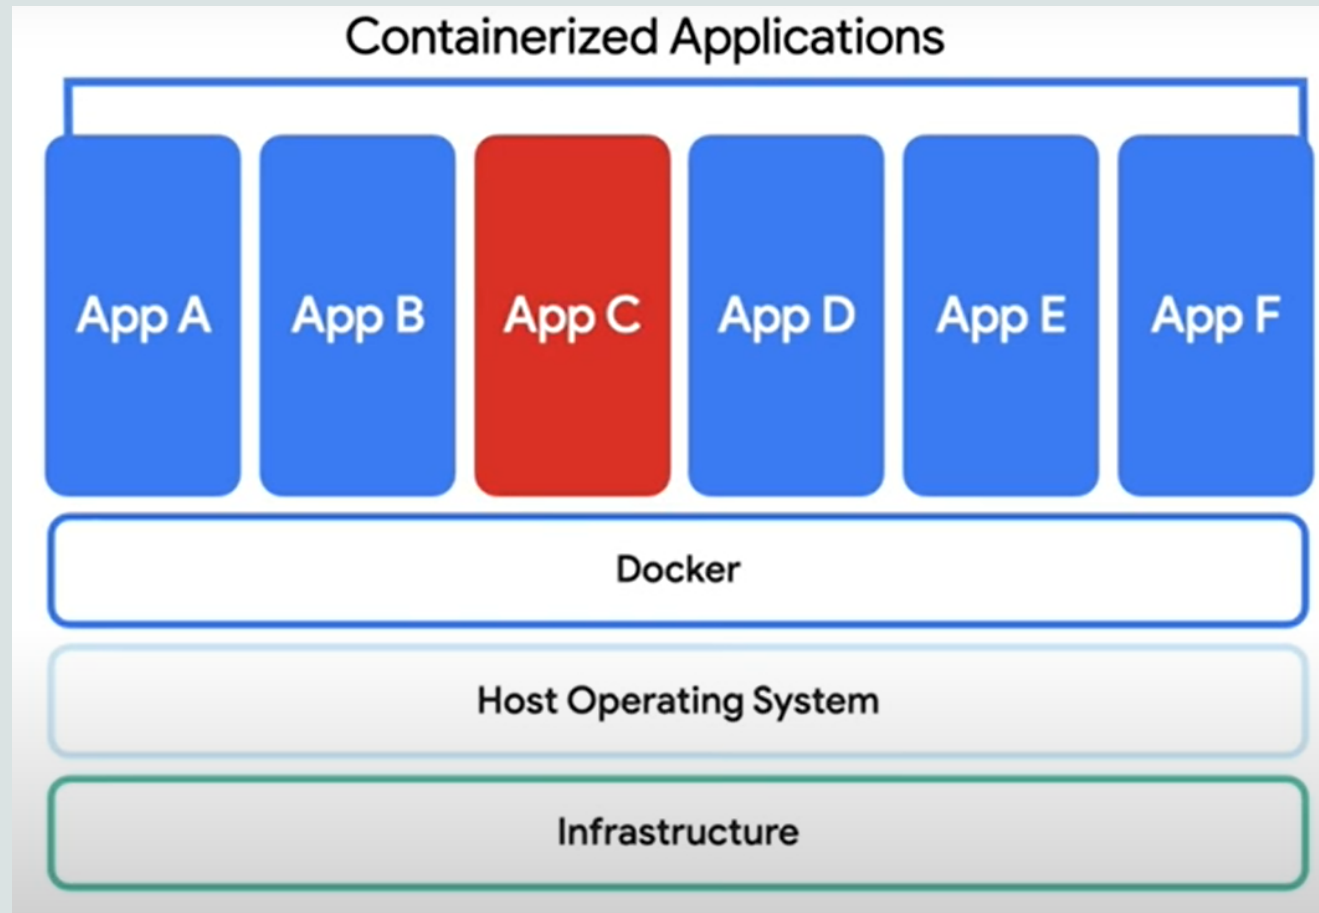 Containerized Applications
App A
App B
App C
App D
App E
App F
Docker
Host Operating System
Infrastructure